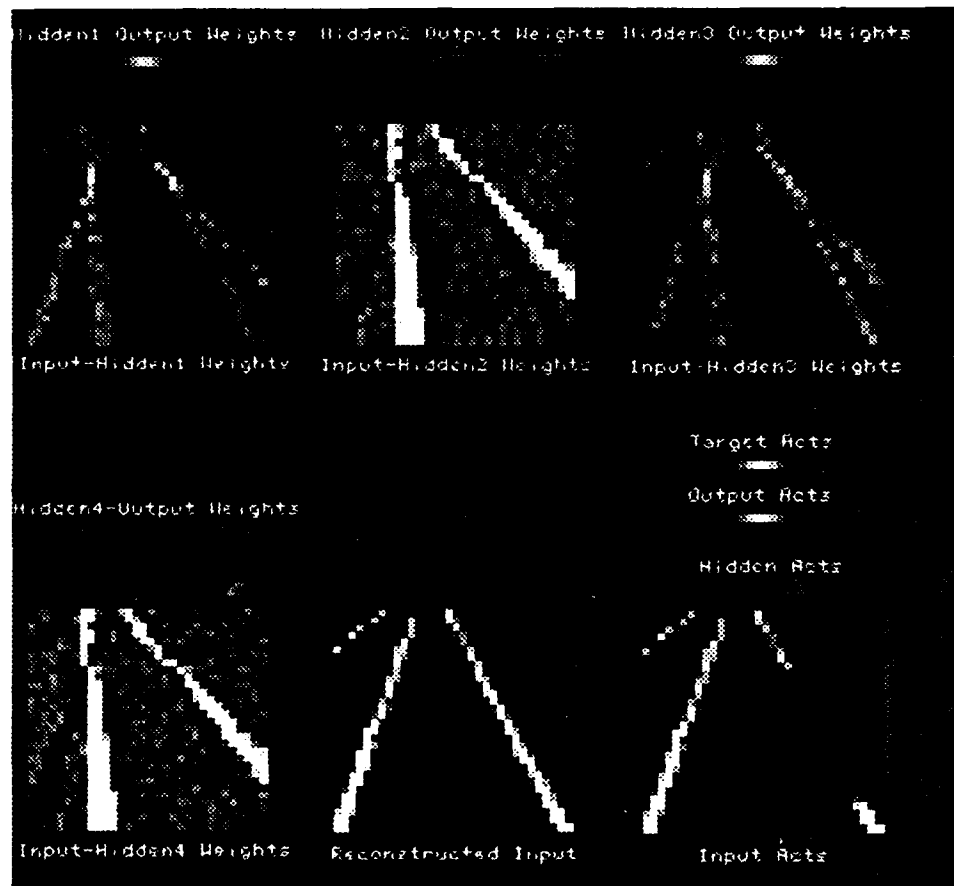 Hidden1 Output Weights Hidden2 Output Weights Hidden3 Output Weights
Input-Hidden1 Weights Input-Hidden2 Weights Input-Hidden3 Weights
Target Acts
Output Acts
Hidden4-Output Weights
Hidden Acts
Input-Hidden4 Weights Reconstructed Input Input Acts